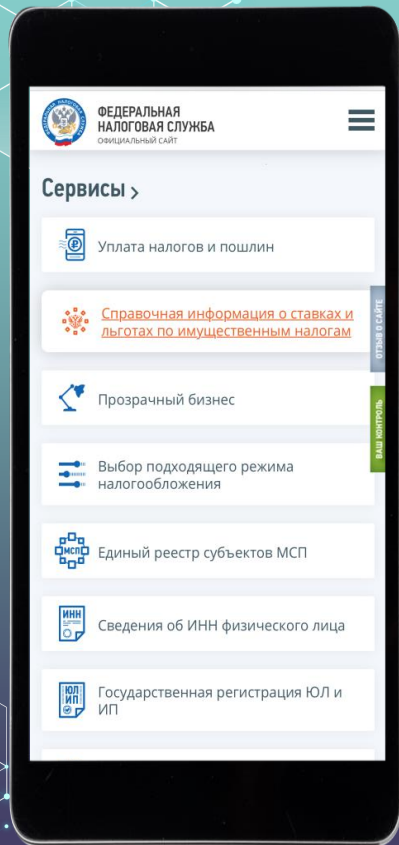 ФЕДЕРАЛЬНАЯ
НАЛОГОВАЯ СЛУЖБА
ОФИЦИАЛЬНЫЙ САЙТ
Сервисы >
Уплата налогов и пошлин
Справочная информация о ставках и
льготах по имущественным налогам
ОТЗЫВ О САЙТЕ
Прозрачный бизнес
ВАШ КОНТРОЛЬ
Выбор подходящего режима
налогообложения
МСП
Единый реестр субъектов МСП
ИНН
Сведения об ИНН физического лица
ЮЛ
ИП
Государственная регистрация ЮЛ и
ИП